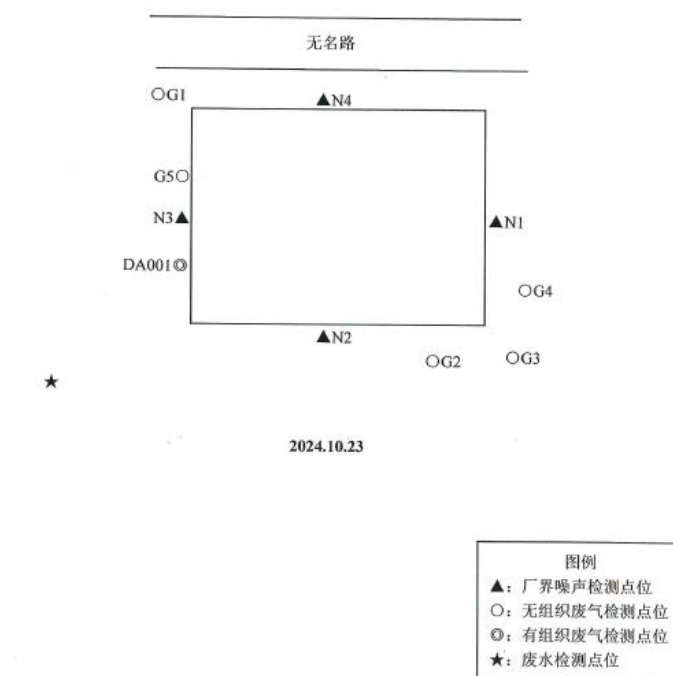 无名路
○G1
▲N4
G5○
N3▲
▲N1
DA001◎
○G4
▲N2
○G2
○G3
★
2024.10.23
图例
▲：厂界噪声检测点位
○：无组织废气检测点位
◎：有组织废气检测点位
★：废水检测点位